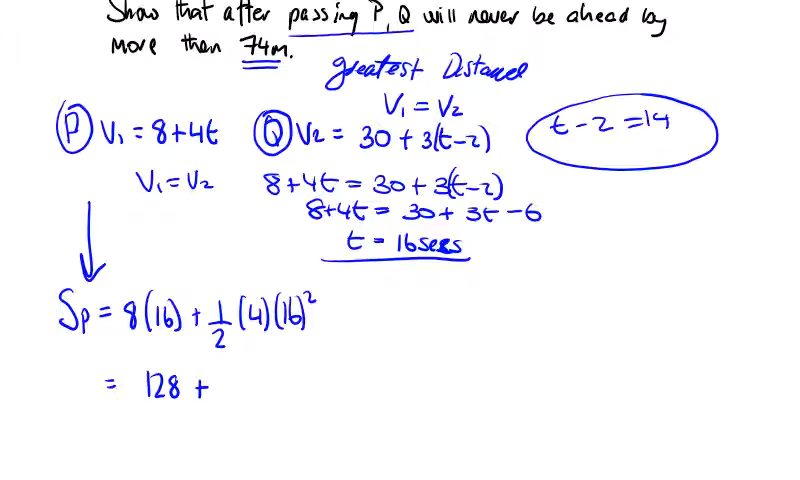 Show that after passing P, Q will never be ahead by
more than 74m.
Greatest Distance
V₁ = V₂
P V₁ = 8+4t Q V₂ = 30 + 3(t-2) t - 2 = 14
V₁ = V₂ 8+4t = 30 + 3(t-2)
8+4t = 30 + 3t - 6
t = 16secs
Sp = 8(16) + 1/2 (4)(16)²
= 128 +